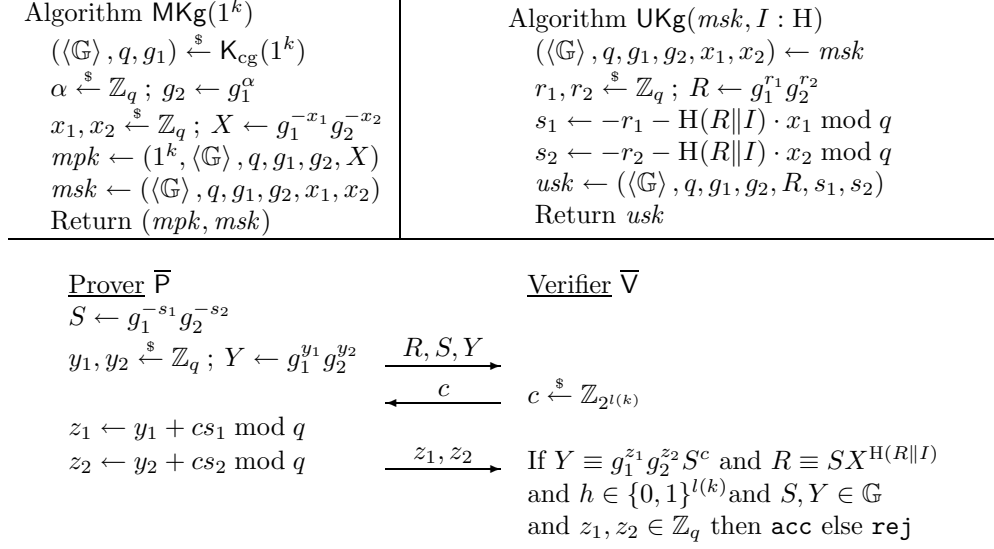 Algorithm MKg(1^k)
(⟨𝔾⟩, q, g_1) ←$ K_cg(1^k)
α ←$ ℤ_q ; g_2 ← g_1^α
x_1, x_2 ←$ ℤ_q ; X ← g_1^{-x_1} g_2^{-x_2}
mpk ← (1^k, ⟨𝔾⟩, q, g_1, g_2, X)
msk ← (⟨𝔾⟩, q, g_1, g_2, x_1, x_2)
Return (mpk, msk)
Algorithm UKg(msk, I : H)
(⟨𝔾⟩, q, g_1, g_2, x_1, x_2) ← msk
r_1, r_2 ←$ ℤ_q ; R ← g_1^{r_1} g_2^{r_2}
s_1 ← −r_1 − H(R‖I) · x_1 mod q
s_2 ← −r_2 − H(R‖I) · x_2 mod q
usk ← (⟨𝔾⟩, q, g_1, g_2, R, s_1, s_2)
Return usk
Prover P̅
Verifier V̅
S ← g_1^{-s_1} g_2^{-s_2}
y_1, y_2 ←$ ℤ_q ; Y ← g_1^{y_1} g_2^{y_2}
R, S, Y
c
c ←$ ℤ_{2^{l(k)}}
z_1 ← y_1 + cs_1 mod q
z_2 ← y_2 + cs_2 mod q
z_1, z_2
If Y ≡ g_1^{z_1} g_2^{z_2} S^c and R ≡ SX^{H(R‖I)}
and h ∈ {0, 1}^{l(k)} and S, Y ∈ 𝔾
and z_1, z_2 ∈ ℤ_q then acc else rej